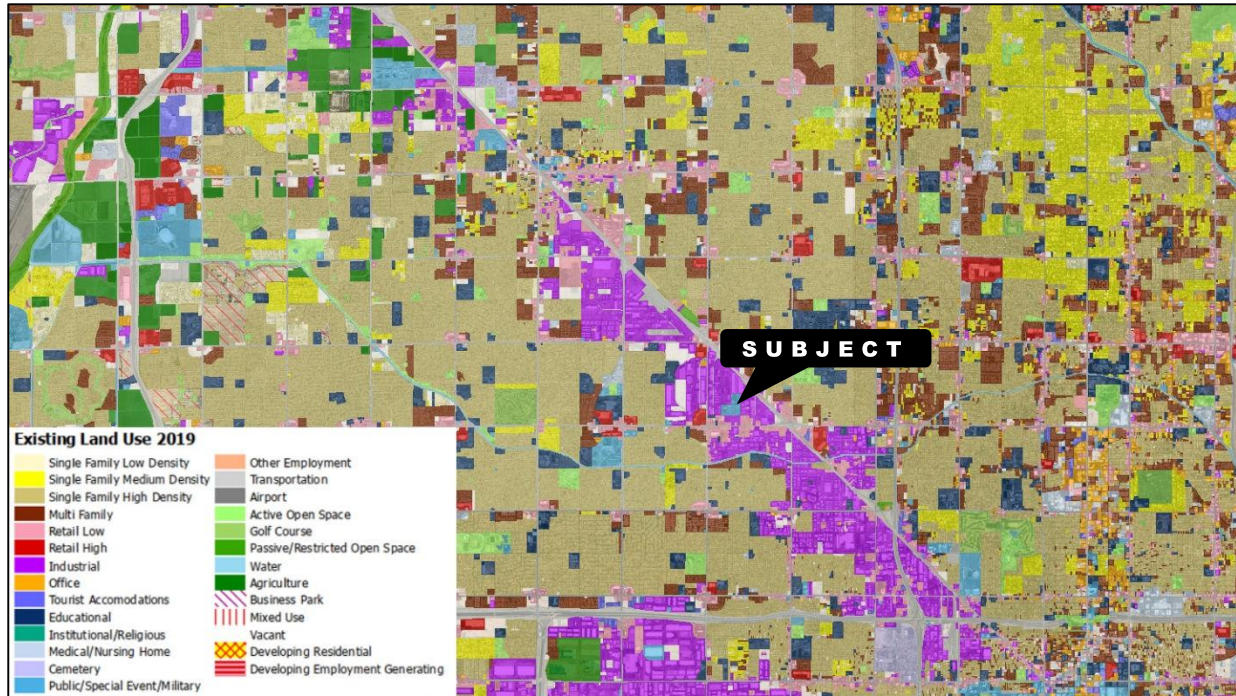 SUBJECT
Existing Land Use 2019
Single Family Low Density
Single Family Medium Density
Single Family High Density
Multi Family
Retail Low
Retail High
Industrial
Office
Tourist Accomodations
Educational
Institutional/Religious
Medical/Nursing Home
Cemetery
Public/Special Event/Military
Other Employment
Transportation
Airport
Active Open Space
Golf Course
Passive/Restricted Open Space
Water
Agriculture
Business Park
Mixed Use
Vacant
Developing Residential
Developing Employment Generating